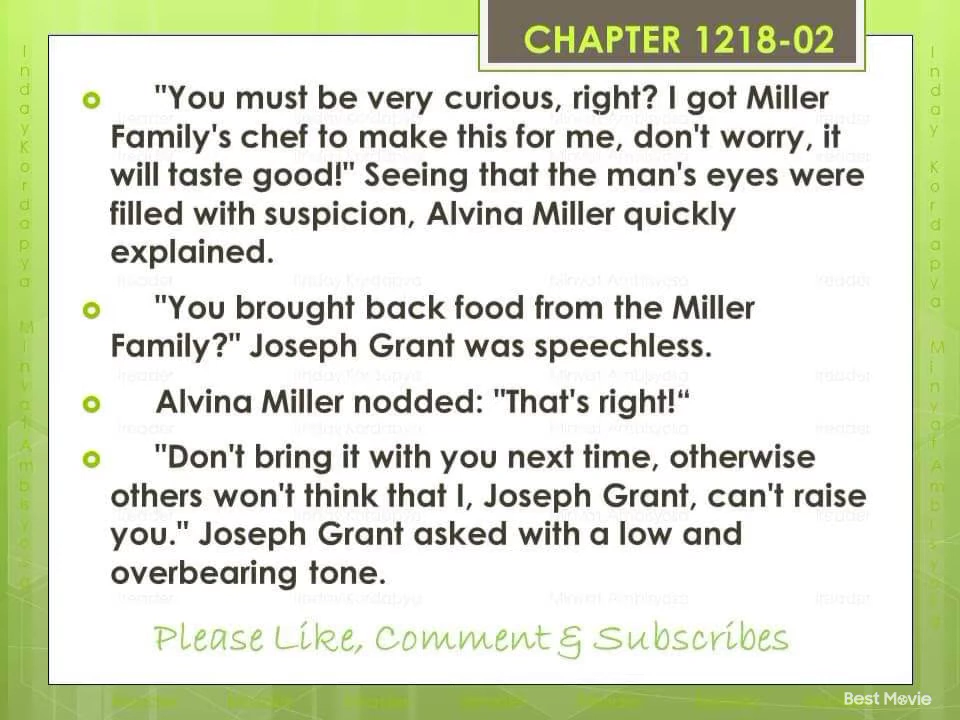 CHAPTER 1218-02
"You must be very curious, right? I got Miller
Family's chef to make this for me, don't worry, it
will taste good!" Seeing that the man's eyes were
filled with suspicion, Alvina Miller quickly
explained.
"You brought back food from the Miller
Family?" Joseph Grant was speechless.
Alvina Miller nodded: "That's right!“
"Don't bring it with you next time, otherwise
others won't think that I, Joseph Grant, can't raise
you." Joseph Grant asked with a low and
overbearing tone.
Please Like, Comment & Subscribes
Best Movie